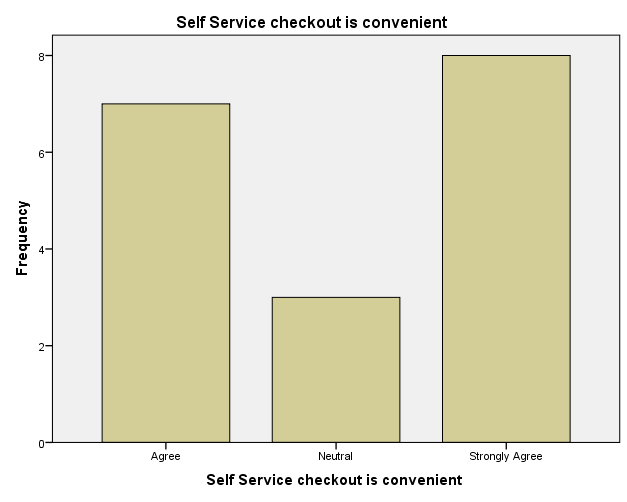 Self Service checkout is convenient
8
6
4
2
0
Frequency
Agree
Neutral
Strongly Agree
Self Service checkout is convenient